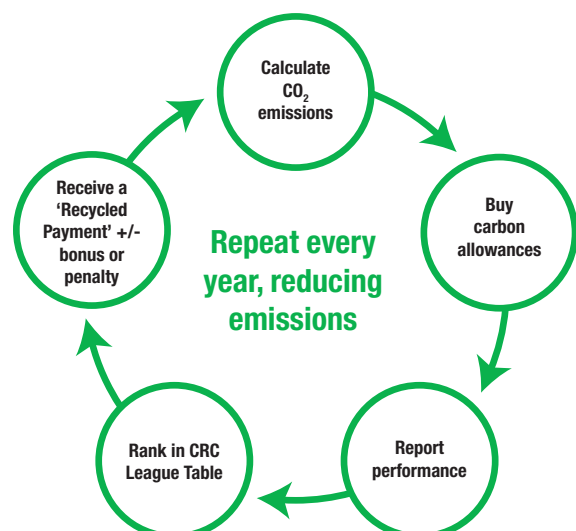 Calculate
CO₂
emissions
Buy
carbon
allowances
Report
performance
Rank in CRC
League Table
Receive a
‘Recycled
Payment’ +/-
bonus or
penalty
Repeat every
year, reducing
emissions